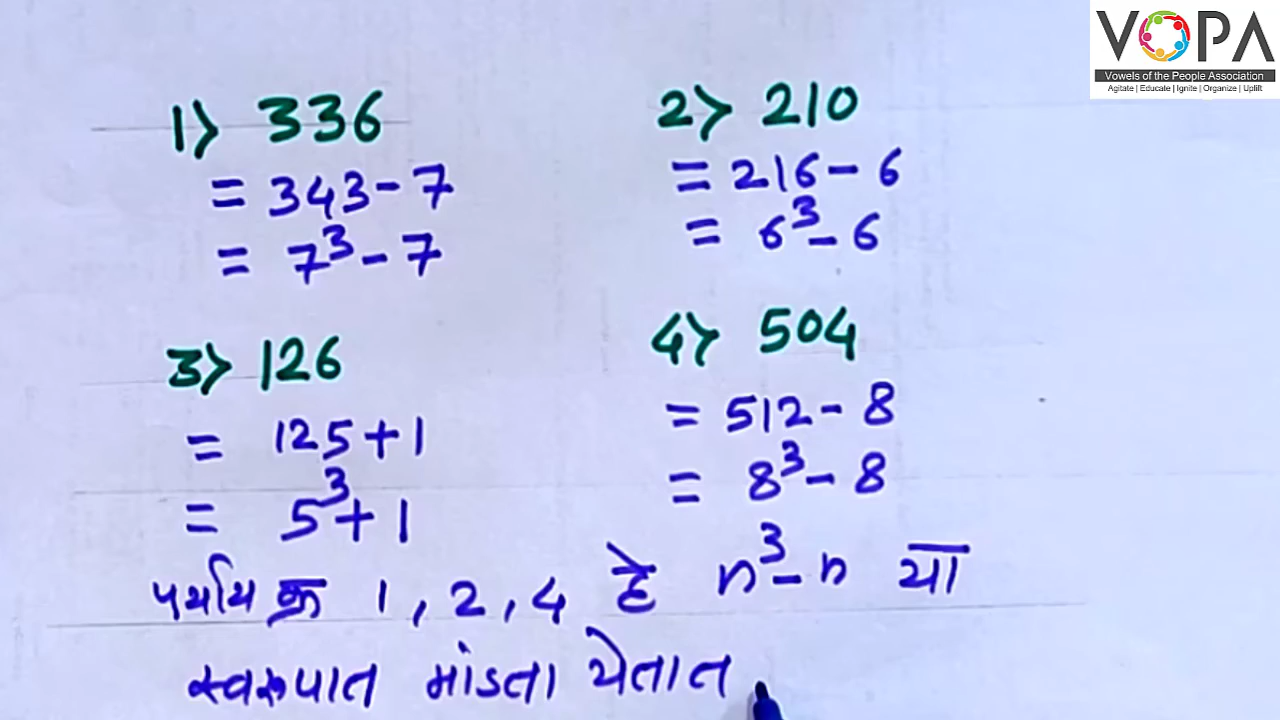 VOPA
Vowels of the People Association
Agitate | Educate | Ignite | Organize | Uplift
1> 336
= 343 - 7
= 7³ - 7
2> 210
= 216 - 6
= 6³ - 6
3> 126
= 125 + 1
= 5³ + 1
4> 504
= 512 - 8
= 8³ - 8
पर्याय क्र 1, 2, 4 हे n³ - n या
स्वरूपात मांडता येतात